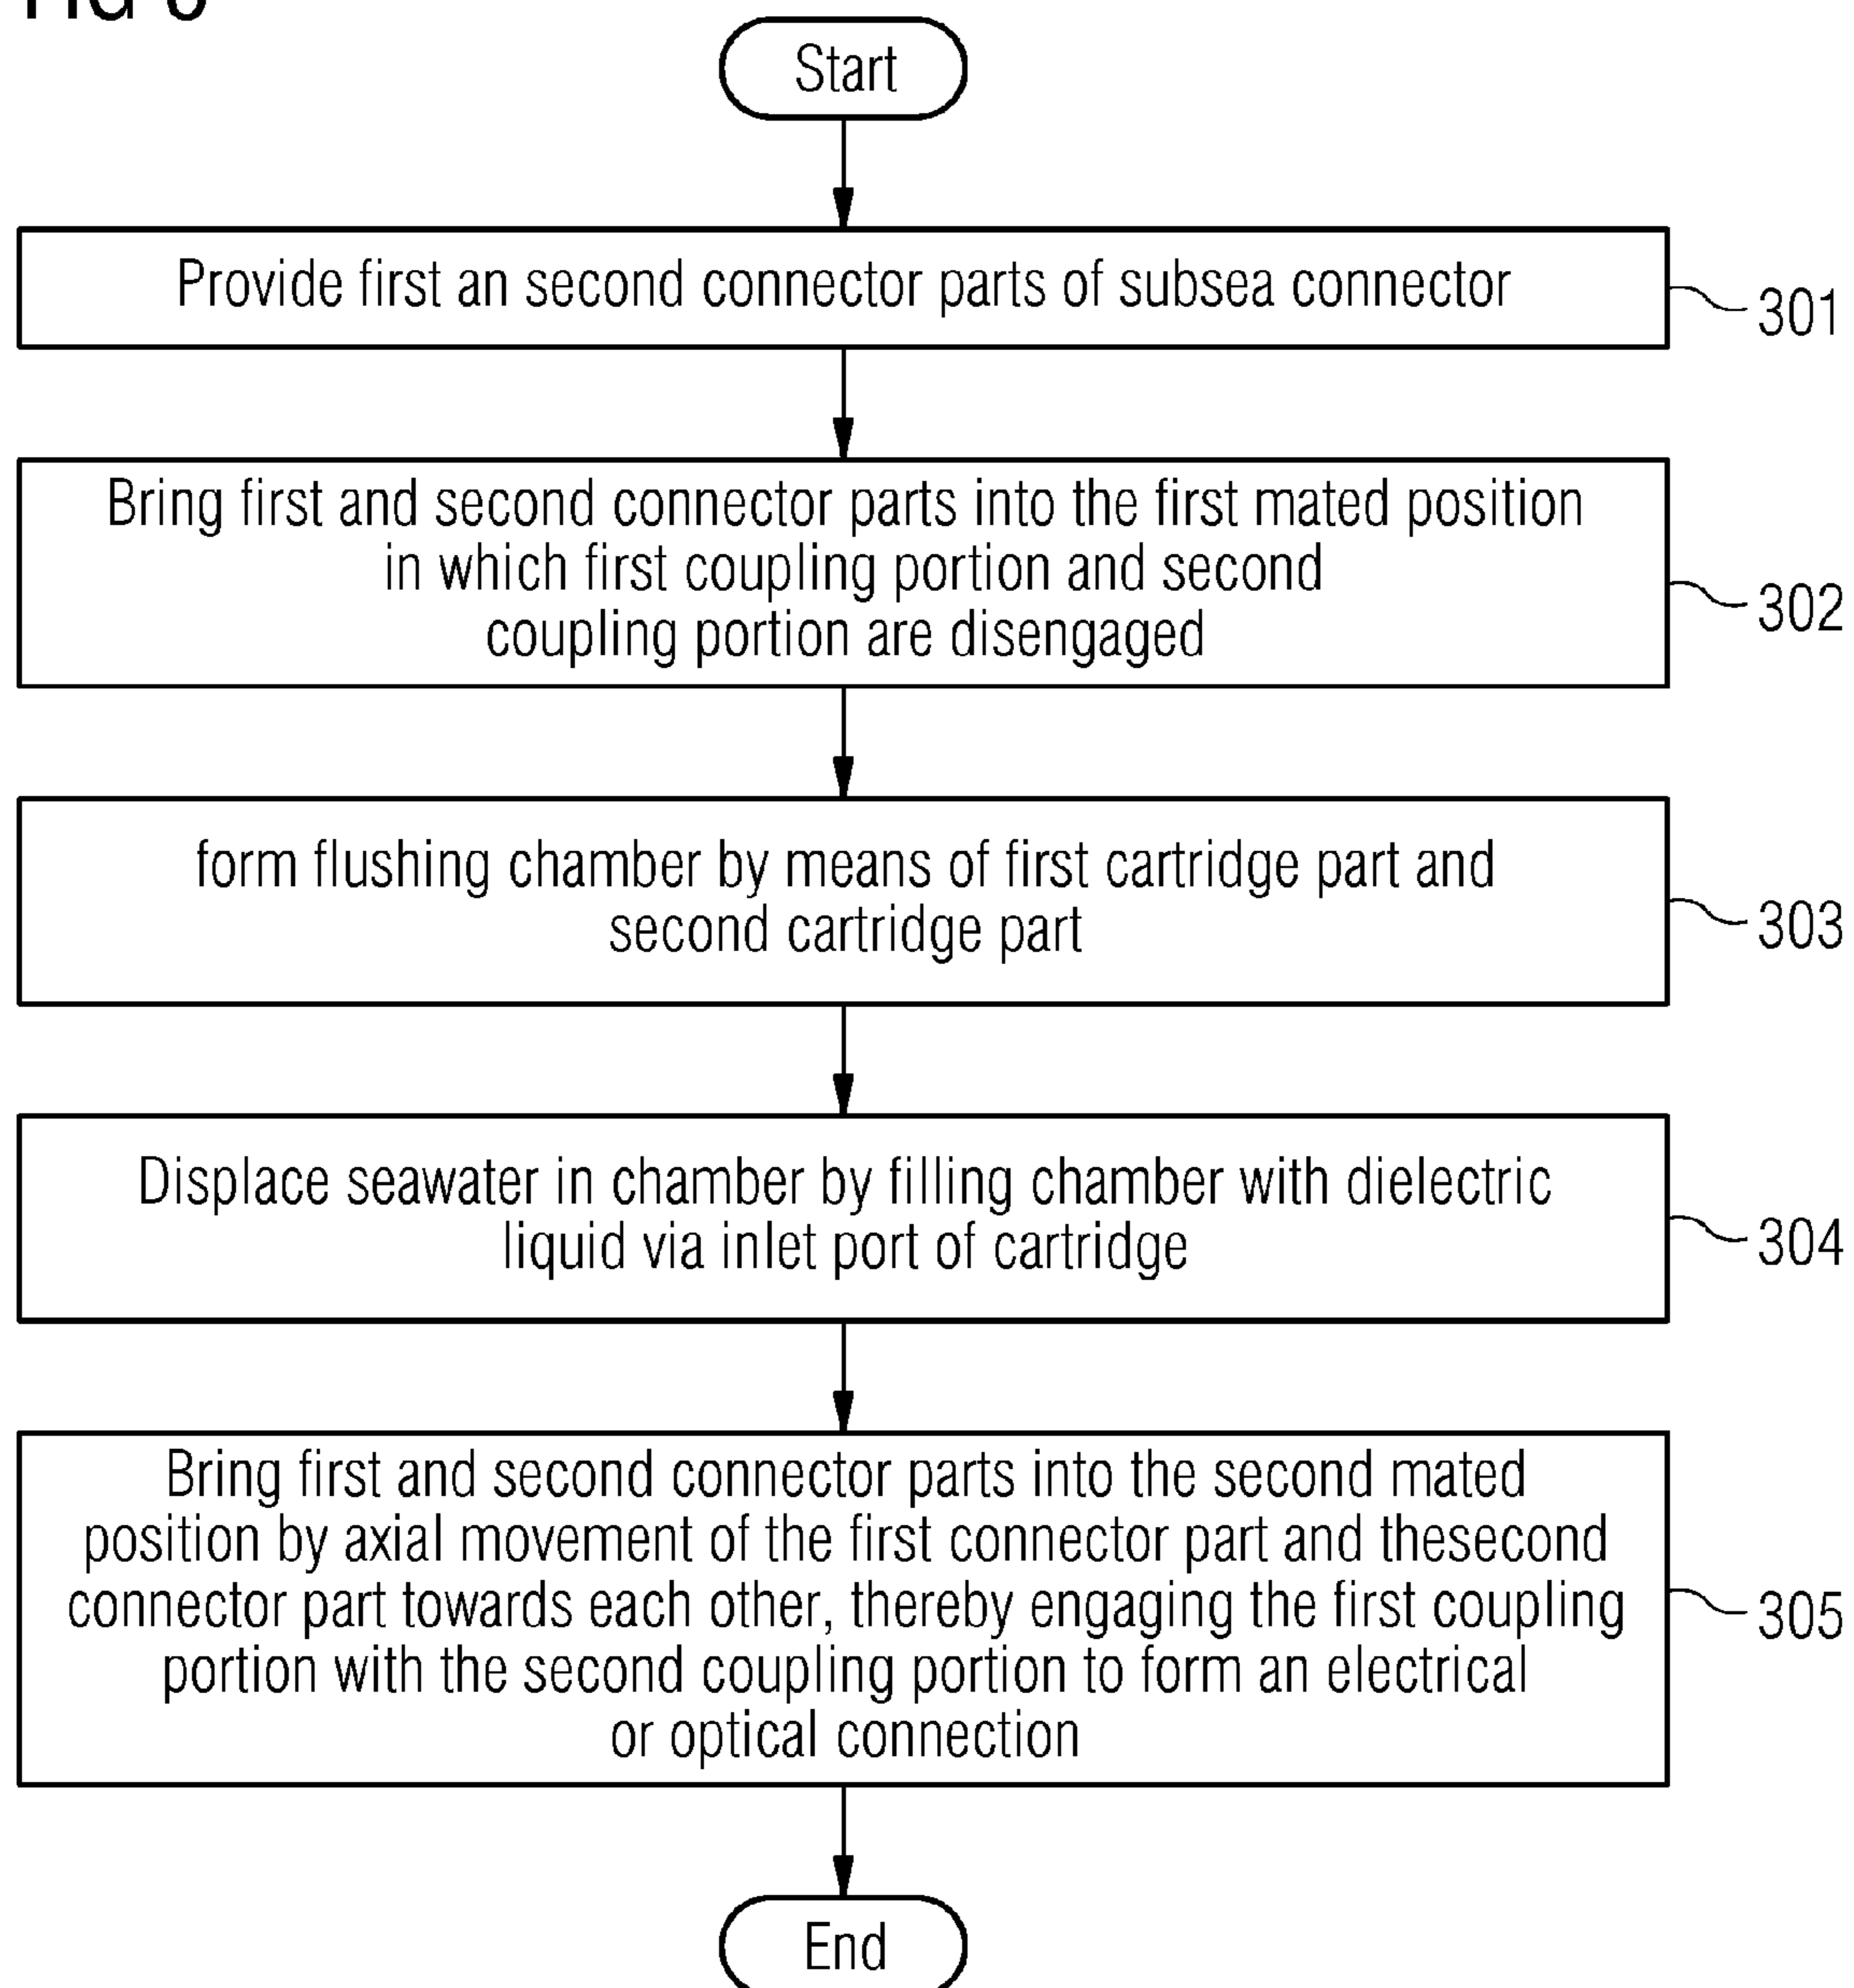 Start
Provide first an second connector parts of subsea connector
301
Bring first and second connector parts into the first mated position
in which first coupling portion and second
coupling portion are disengaged
302
form flushing chamber by means of first cartridge part and
second cartridge part
303
Displace seawater in chamber by filling chamber with dielectric
liquid via inlet port of cartridge
304
Bring first and second connector parts into the second mated
position by axial movement of the first connector part and thesecond
connector part towards each other, thereby engaging the first coupling
portion with the second coupling portion to form an electrical
or optical connection
305
End